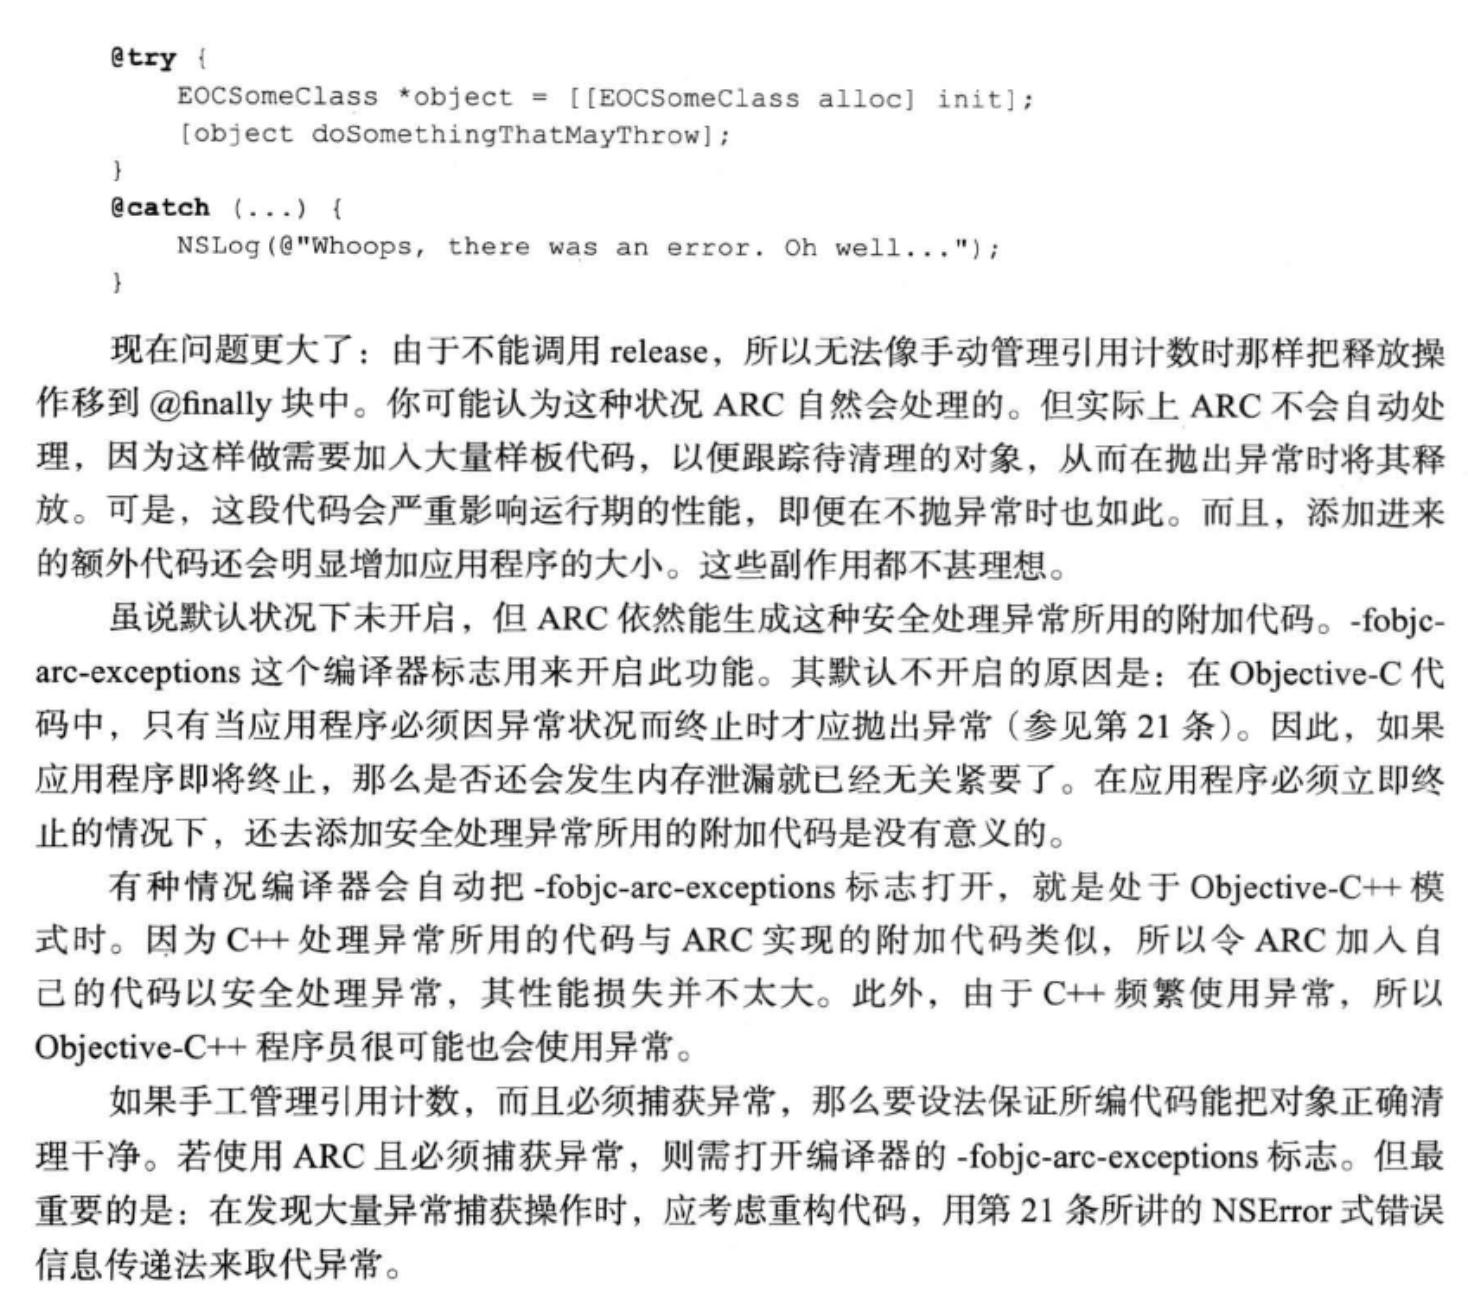 @try {
EOCSomeClass *object = [[EOCSomeClass alloc] init];
[object doSomethingThatMayThrow];
}
@catch (...) {
NSLog(@"Whoops, there was an error. Oh well...");
}
现在问题更大了：由于不能调用 release，所以无法像手动管理引用计数时那样把释放操
作移到 @finally 块中。你可能认为这种状况 ARC 自然会处理的。但实际上 ARC 不会自动处
理，因为这样做需要加入大量样板代码，以便跟踪待清理的对象，从而在抛出异常时将其释
放。可是，这段代码会严重影响运行期的性能，即便在不抛异常时也如此。而且，添加进来
的额外代码还会明显增加应用程序的大小。这些副作用都不甚理想。
虽说默认状况下未开启，但 ARC 依然能生成这种安全处理异常所用的附加代码。-fobjc-
arc-exceptions 这个编译器标志用来开启此功能。其默认不开启的原因是：在 Objective-C 代
码中，只有当应用程序必须因异常状况而终止时才应抛出异常（参见第 21 条）。因此，如果
应用程序即将终止，那么是否还会发生内存泄漏就已经无关紧要了。在应用程序必须立即终
止的情况下，还去添加安全处理异常所用的附加代码是没有意义的。
有种情况编译器会自动把 -fobjc-arc-exceptions 标志打开，就是处于 Objective-C++ 模
式时。因为 C++ 处理异常所用的代码与 ARC 实现的附加代码类似，所以令 ARC 加入自
己的代码以安全处理异常，其性能损失并不太大。此外，由于 C++ 频繁使用异常，所以
Objective-C++ 程序员很可能也会使用异常。
如果手工管理引用计数，而且必须捕获异常，那么要设法保证所编代码能把对象正确清
理干净。若使用 ARC 且必须捕获异常，则需打开编译器的 -fobjc-arc-exceptions 标志。但最
重要的是：在发现大量异常捕获操作时，应考虑重构代码，用第 21 条所讲的 NSError 式错误
信息传递法来取代异常。